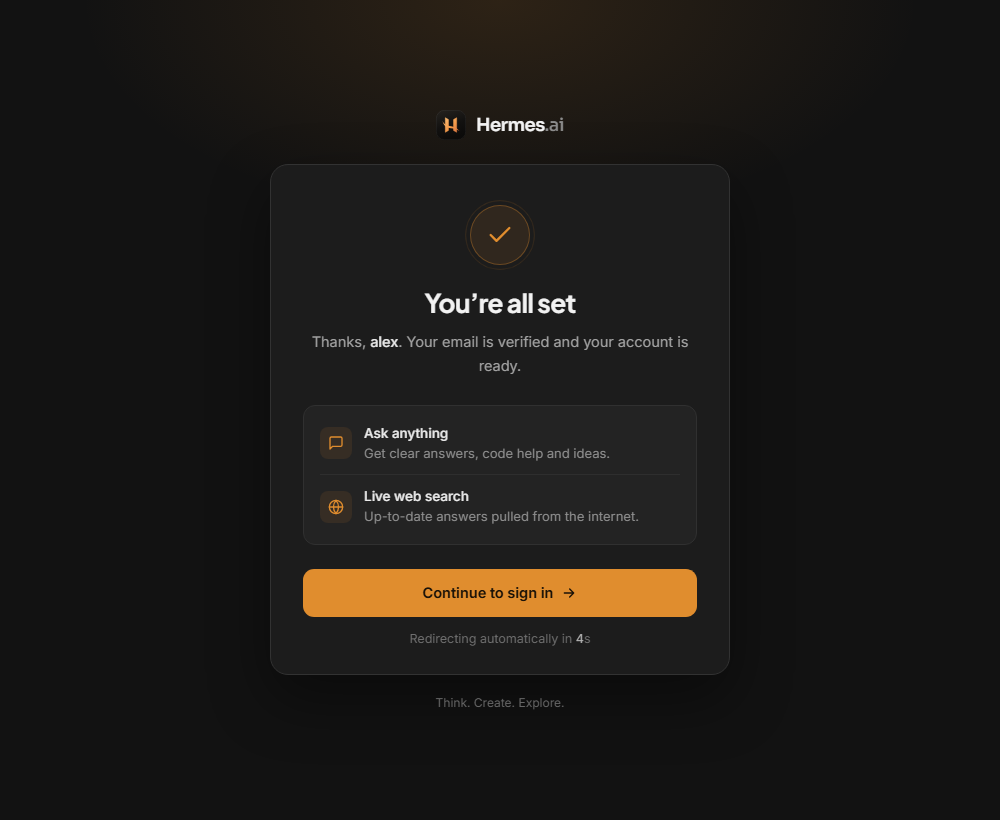 Hermes.ai
You’re all set
Thanks, alex. Your email is verified and your account is
ready.
Ask anything
Get clear answers, code help and ideas.
Live web search
Up-to-date answers pulled from the internet.
Continue to sign in →
Redirecting automatically in 4s
Think. Create. Explore.